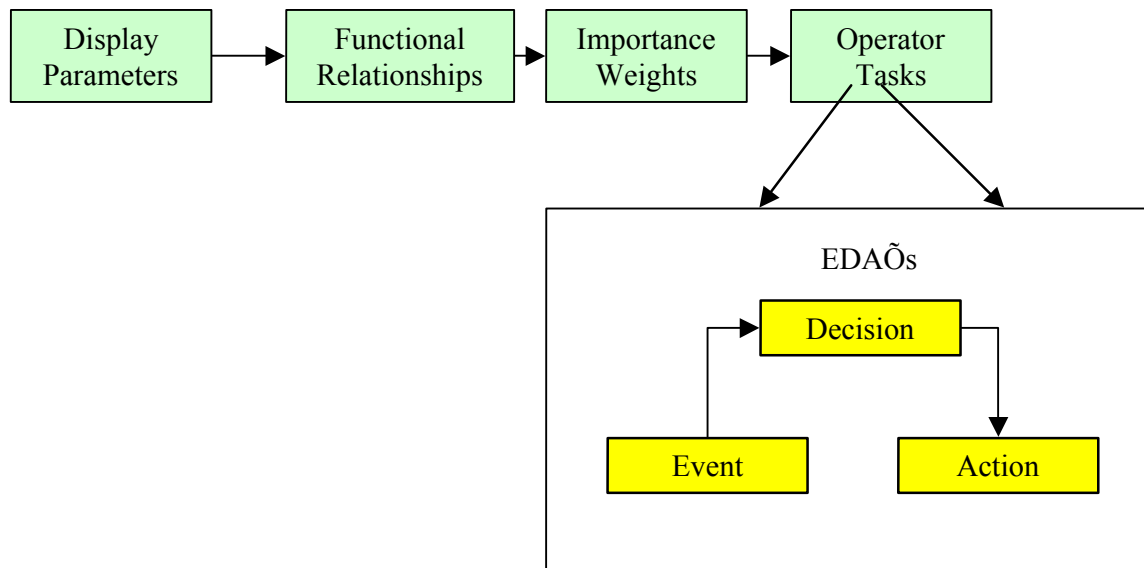 Display
Parameters
Functional
Relationships
Importance
Weights
Operator
Tasks
EDAÕs
Decision
Event
Action